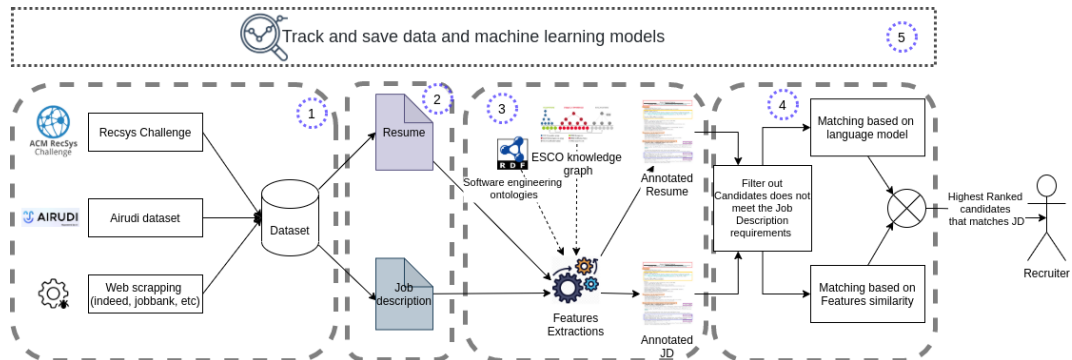 Track and save data and machine learning models
5
1
ACM RecSys
Challenge
Recsys Challenge
AIRUDI
Airudi dataset
Web scrapping
(indeed, jobbank, etc)
Dataset
2
Resume
Job
description
3
RDF
ESCO knowledge
graph
Software engineering
ontologies
Features
Extractions
Annotated
Resume
Annotated
JD
4
Filter out
Candidates does not
meet the Job
Description
requirements
Matching based on
language model
Matching based on
Features similarity
Highest Ranked
candidates
that matches JD
Recruiter